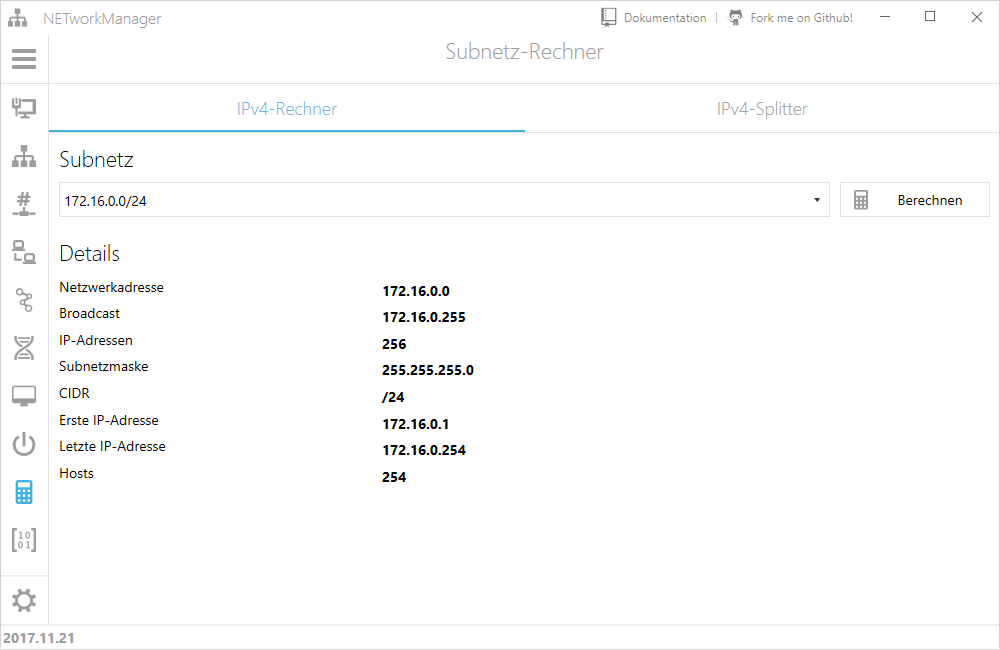 NETworkManager
Dokumentation | Fork me on Github!
Subnetz-Rechner
IPv4-Rechner IPv4-Splitter
Subnetz
172.16.0.0/24 Berechnen
Details
Netzwerkadresse 172.16.0.0
Broadcast 172.16.0.255
IP-Adressen 256
Subnetzmaske 255.255.255.0
CIDR /24
Erste IP-Adresse 172.16.0.1
Letzte IP-Adresse 172.16.0.254
Hosts 254
2017.11.21